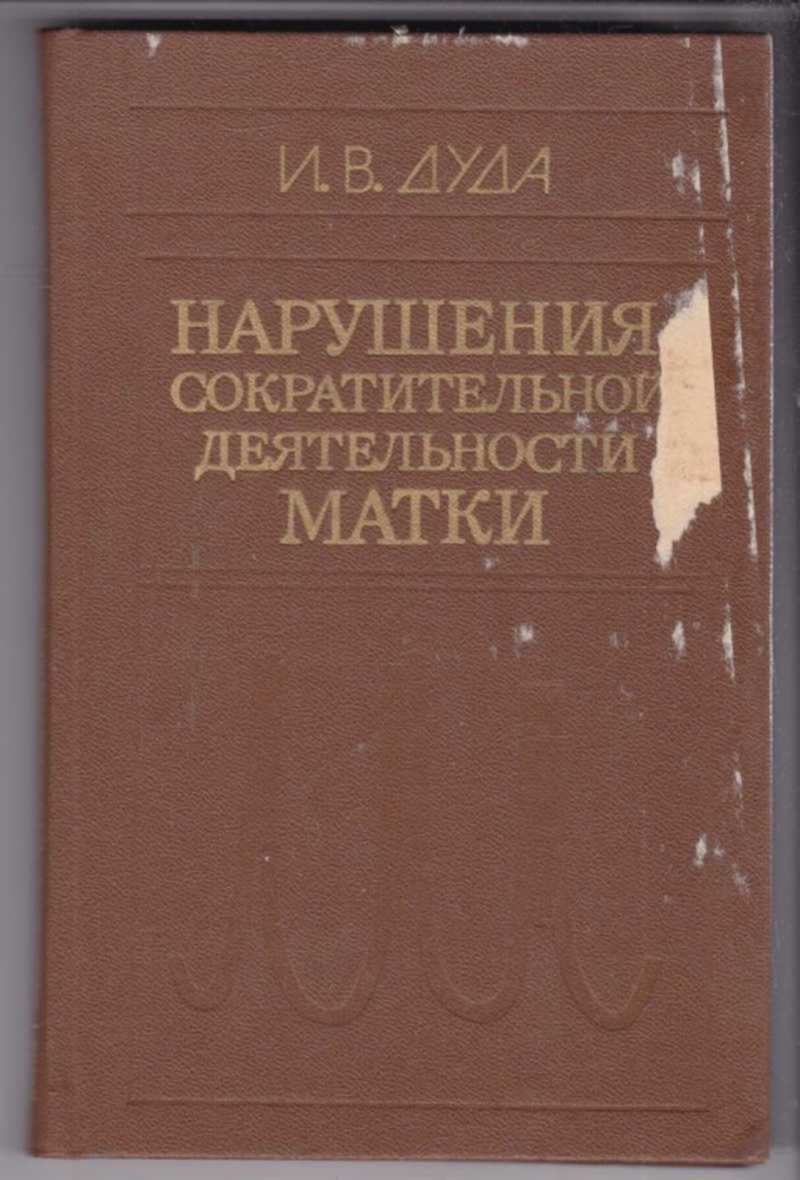 И. В. ДУДА
НАРУШЕНИЯ
СОКРАТИТЕЛЬНОЙ
ДЕЯТЕЛЬНОСТИ
МАТКИ